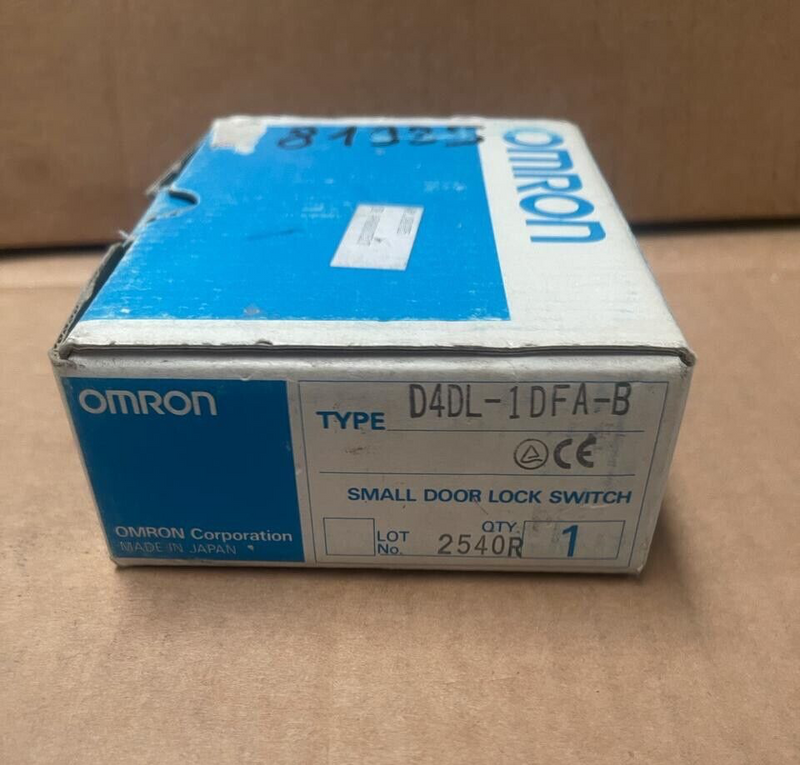 OMRON
OMRON
TYPE D4DL-1DFA-B
CE
SMALL DOOR LOCK SWITCH
OMRON Corporation
MADE IN JAPAN
LOT No. 2540R
QTY. 1